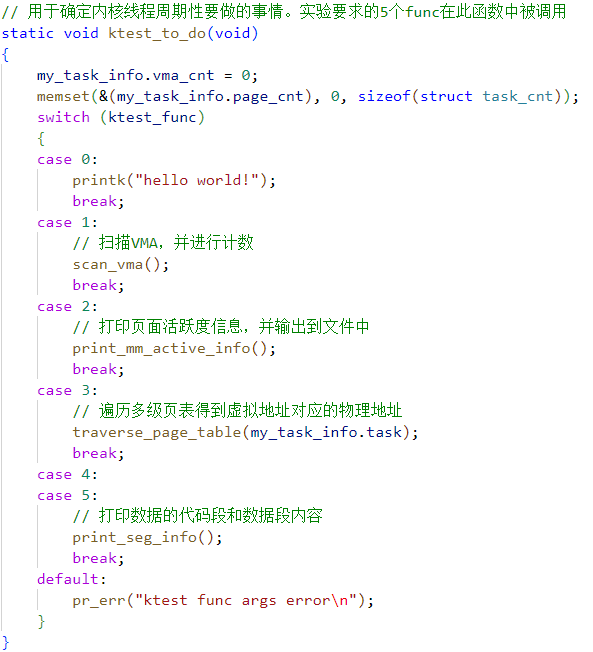 // 用于确定内核线程周期性要做的事情。实验要求的5个func在此函数中被调用
static void ktest_to_do(void)
{
    my_task_info.vma_cnt = 0;
    memset(&(my_task_info.page_cnt), 0, sizeof(struct task_cnt));
    switch (ktest_func)
    {
    case 0:
        printk("hello world!");
        break;
    case 1:
        // 扫描VMA，并进行计数
        scan_vma();
        break;
    case 2:
        // 打印页面活跃度信息，并输出到文件中
        print_mm_active_info();
        break;
    case 3:
        // 遍历多级页表得到虚拟地址对应的物理地址
        traverse_page_table(my_task_info.task);
        break;
    case 4:
    case 5:
        // 打印数据的代码段和数据段内容
        print_seg_info();
        break;
    default:
        pr_err("ktest func args error\n");
    }
}